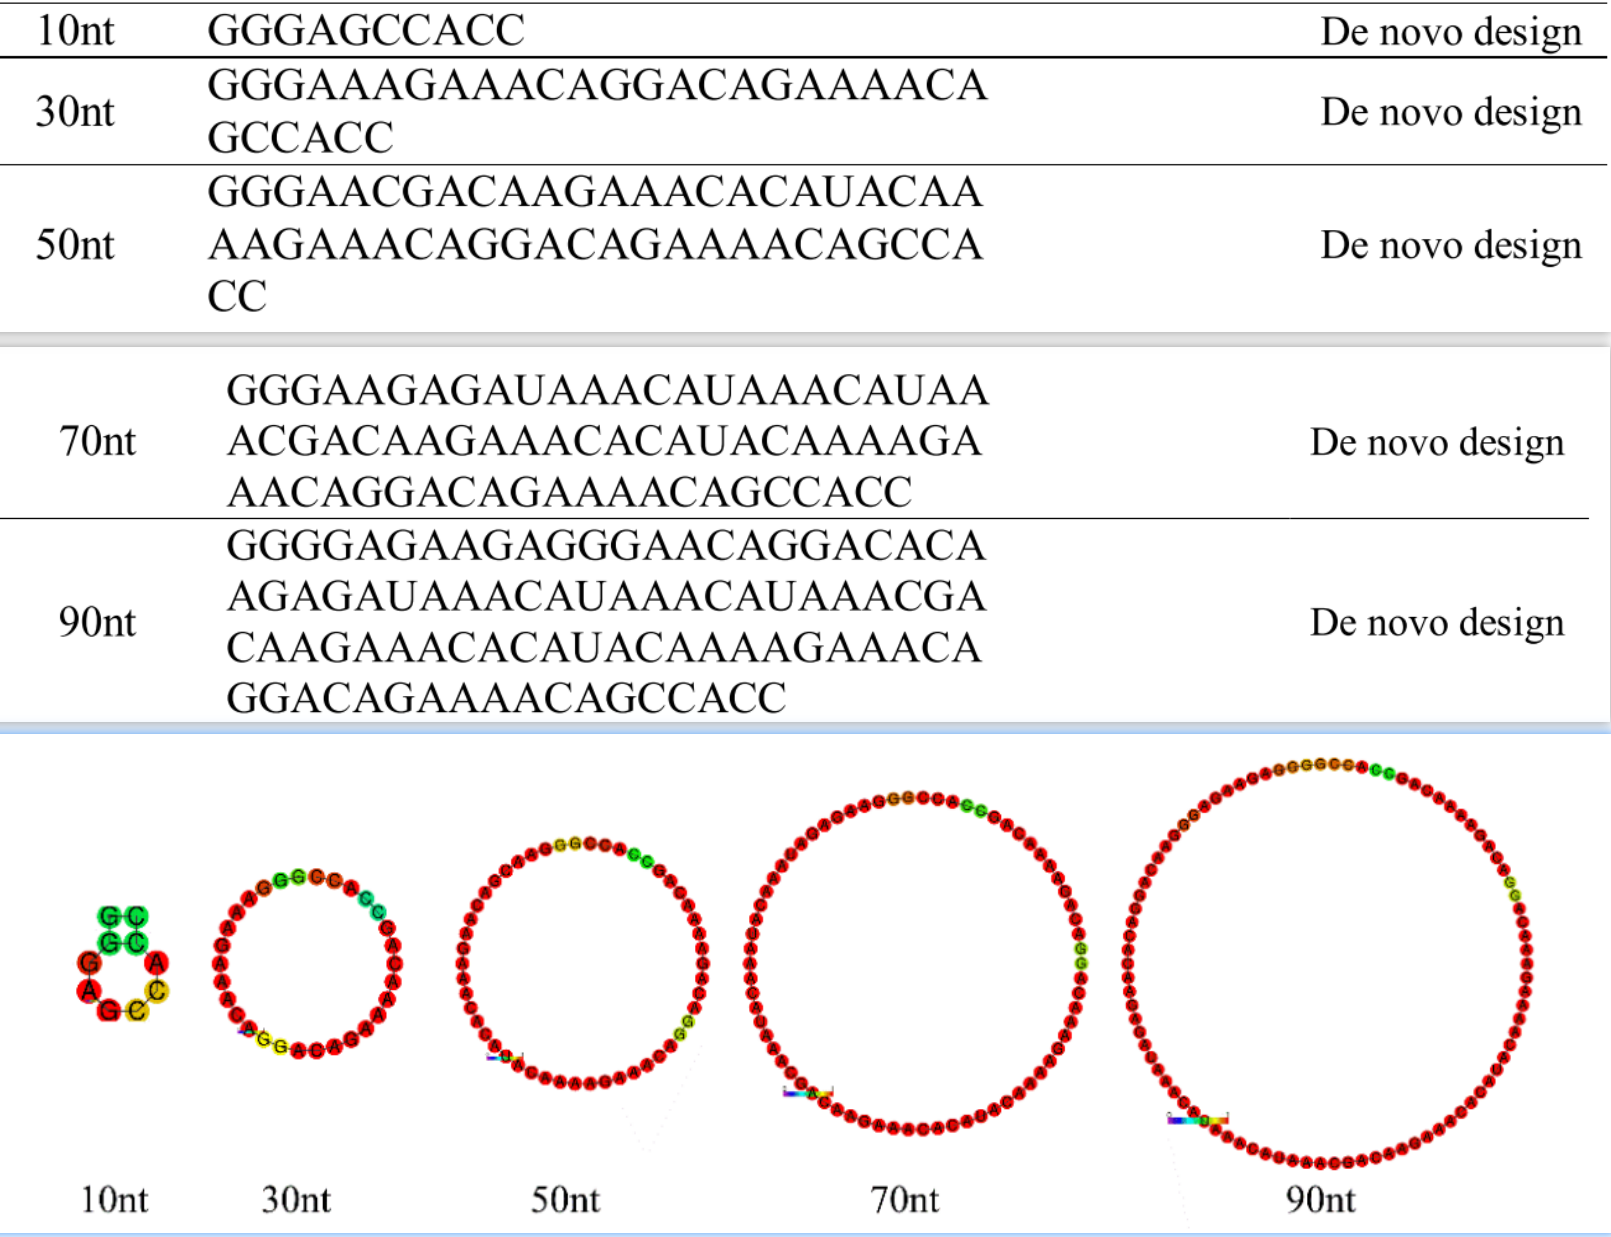 10nt GGGAGCCACC De novo design
30nt GGGAAAGAAACAGGACAGAAAACA De novo design
GCCACC
50nt GGGAACGACAAGAAACACAUACAA De novo design
AAGAAACAGGACAGAAAACAGCCA
CC
70nt GGGAAGAGAUAAACAUAAACAUAA De novo design
ACGACAAGAAACACAUACAAAAGA
AACAGGACAGAAAACAGCCACC
90nt GGGGAGAAGAGGGAACAGGACACA De novo design
AGAGAUAAACAUAAACAUAAACGA
CAAGAAACACAUACAAAAGAAACA
GGACAGAAAACAGCCACC
10nt 30nt 50nt 70nt 90nt